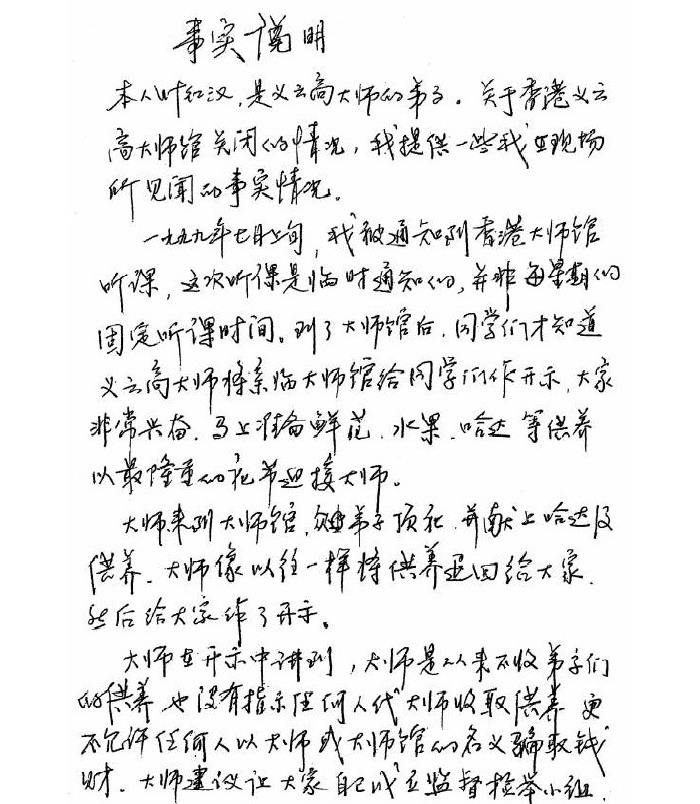 事实说明
本人叶红汉，是义云高大师的弟子。关于香港义云
高大师馆关闭的情况，我提供一些我在现场
所见闻的事实情况。
一九九九年七月上旬，我被通知到香港大师馆
听课，这次听课是临时通知的，并非每星期的
固定听课时间。到了大师馆后，同学们才知道
义云高大师将亲临大师馆给同学们作开示，大家
非常兴奋，马上准备鲜花、水果、哈达等供养
以最隆重的礼节迎接大师。
大师来到大师馆，弟子顶礼，并献上哈达及
供养，大师像以往一样将供养退回给大家，
然后给大家作了开示。
大师在开示中讲到，大师是从来不收弟子们
的供养，也没有指示任何人代大师收取供养，更
不允许任何人以大师或大师馆的名义骗取钱
财。大师建议让大家自己成立监督检举小组，